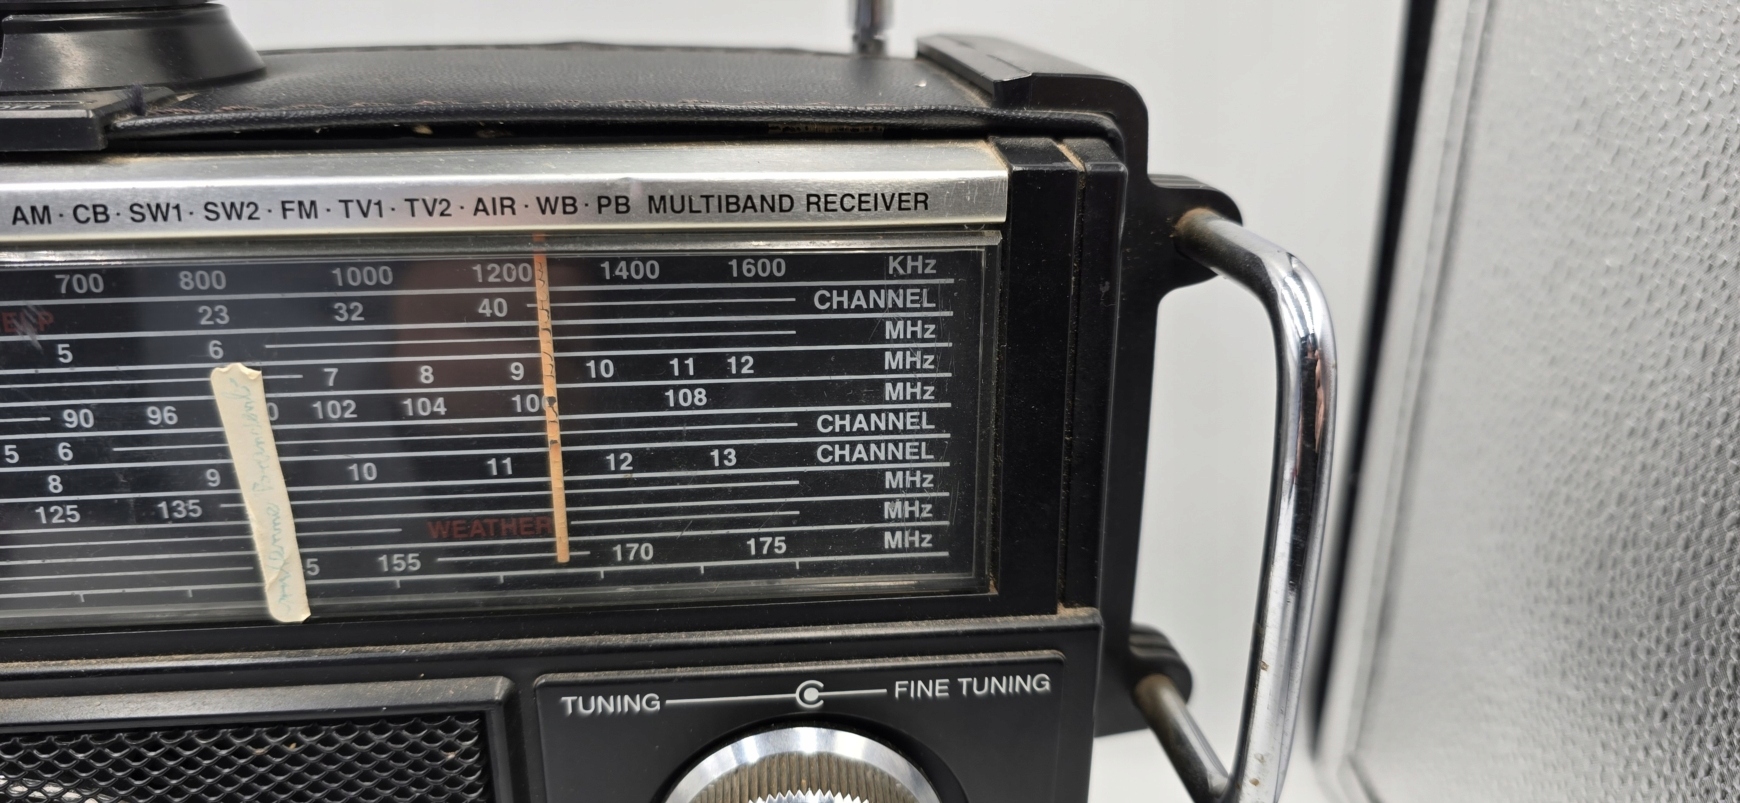 AM · CB · SW1 · SW2 · FM · TV1 · TV2 · AIR · WB · PB MULTIBAND RECEIVER
700 800 1000 1200 1400 1600 KHz
23 32 40 CHANNEL
5 6 MHz
7 8 9 10 11 12 MHz
90 96 102 104 108 MHz
5 6 CHANNEL
8 9 10 11 12 13 CHANNEL
125 135 MHz
WEATHER MHz
5 155 170 175 MHz
TUNING FINE TUNING